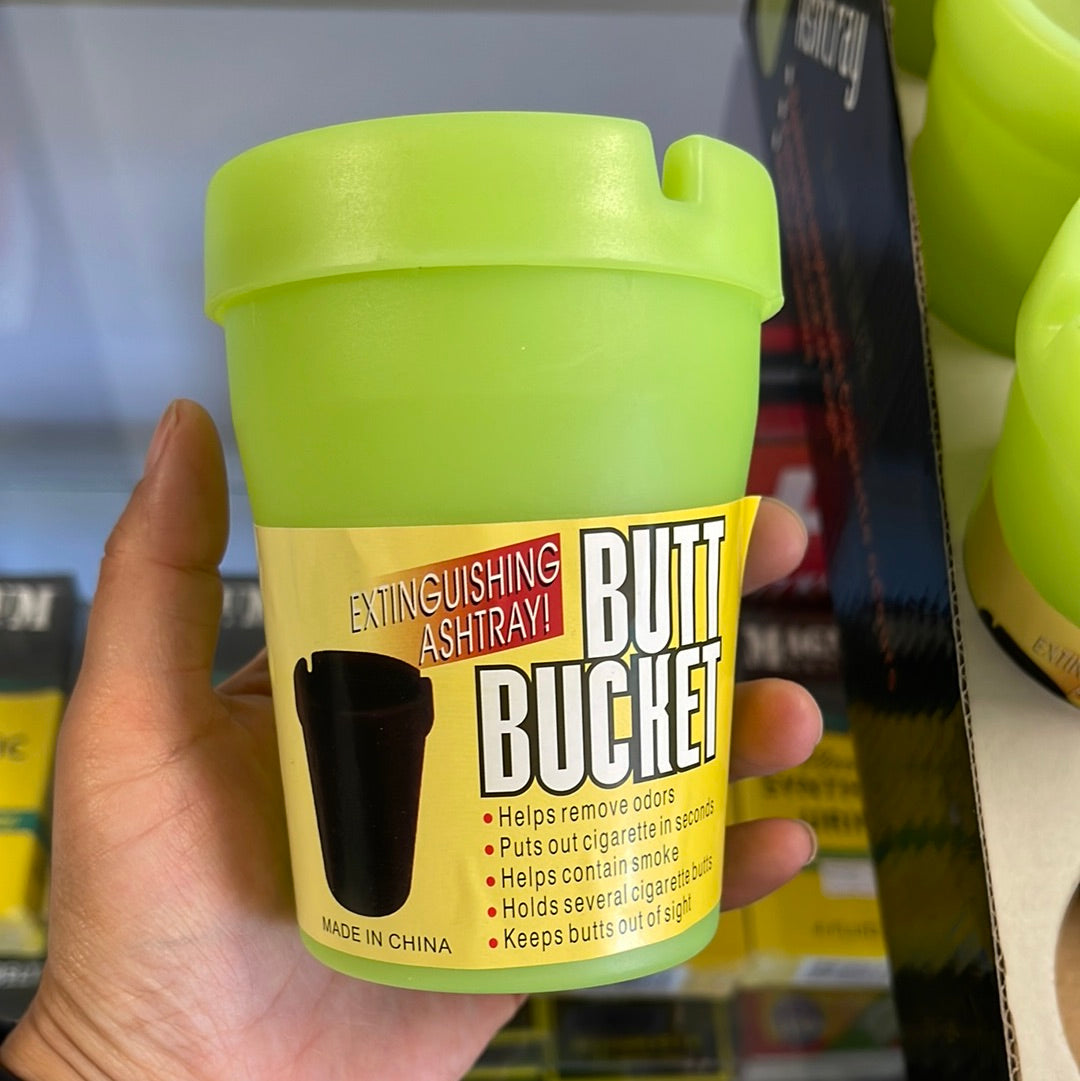 Ashtray
EXTINGUISHING
ASHTRAY!
BUTT
BUCKET
• Helps remove odors
• Puts out cigarette in seconds
• Helps contain smoke
• Holds several cigarette butts
• Keeps butts out of sight
MADE IN CHINA